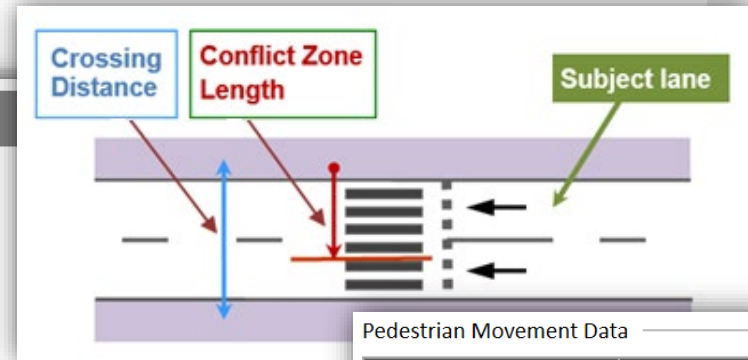 Crossing
Distance
Conflict Zone
Length
Subject lane
Pedestrian Movement Data